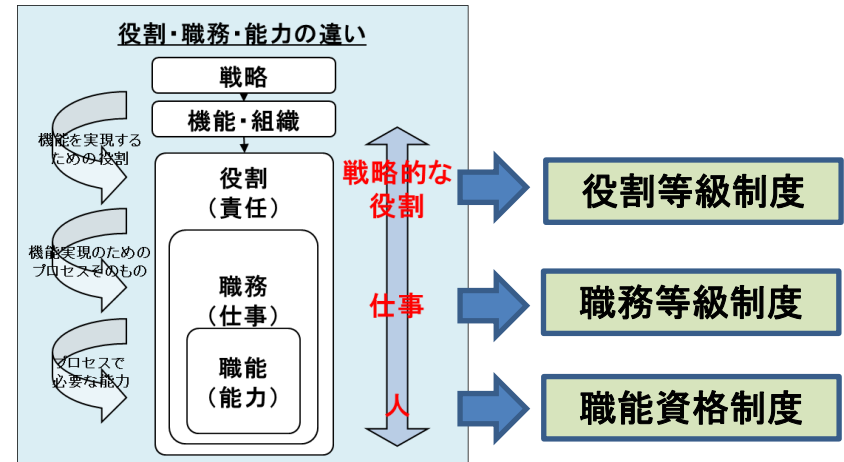 役割・職務・能力の違い
戦略
機能・組織
機能を実現する
ための役割
役割
（責任）
戦略的な
役割
役割等級制度
機能実現のための
プロセスそのもの
職務
（仕事）
仕事
職務等級制度
プロセスで
必要な能力
職能
（能力）
人
職能資格制度